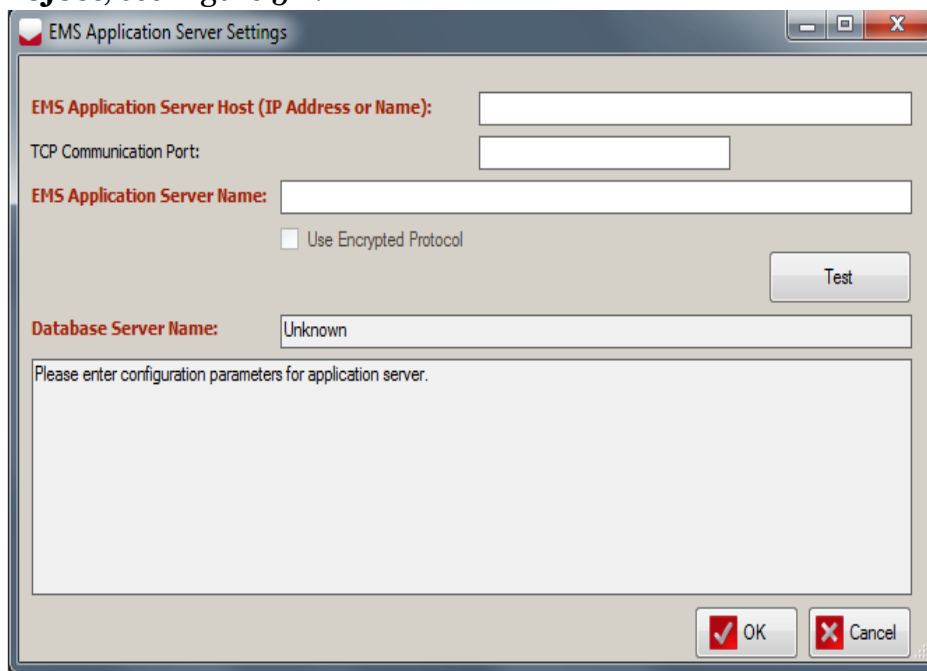 EMS Application Server Settings
EMS Application Server Host (IP Address or Name):
TCP Communication Port:
EMS Application Server Name:
Use Encrypted Protocol
Test
Database Server Name: Unknown
Please enter configuration parameters for application server.
OK Cancel